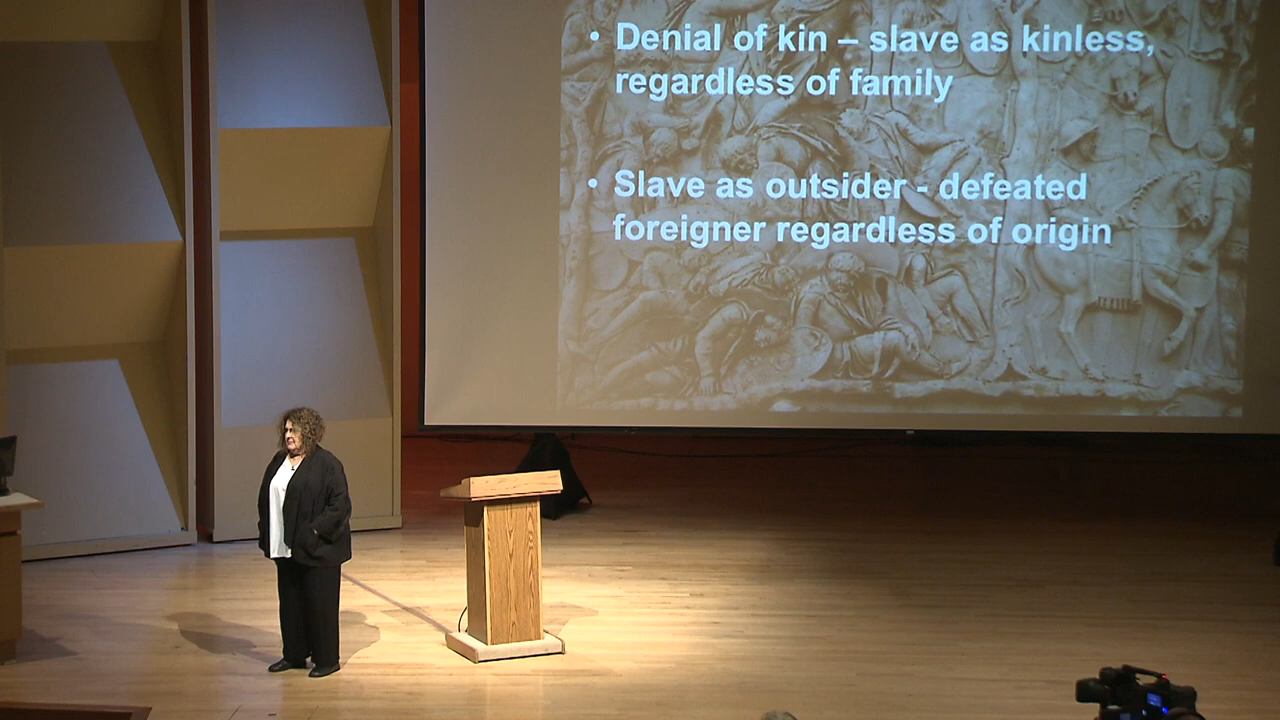 • Denial of kin – slave as kinless,
regardless of family
• Slave as outsider - defeated
foreigner regardless of origin